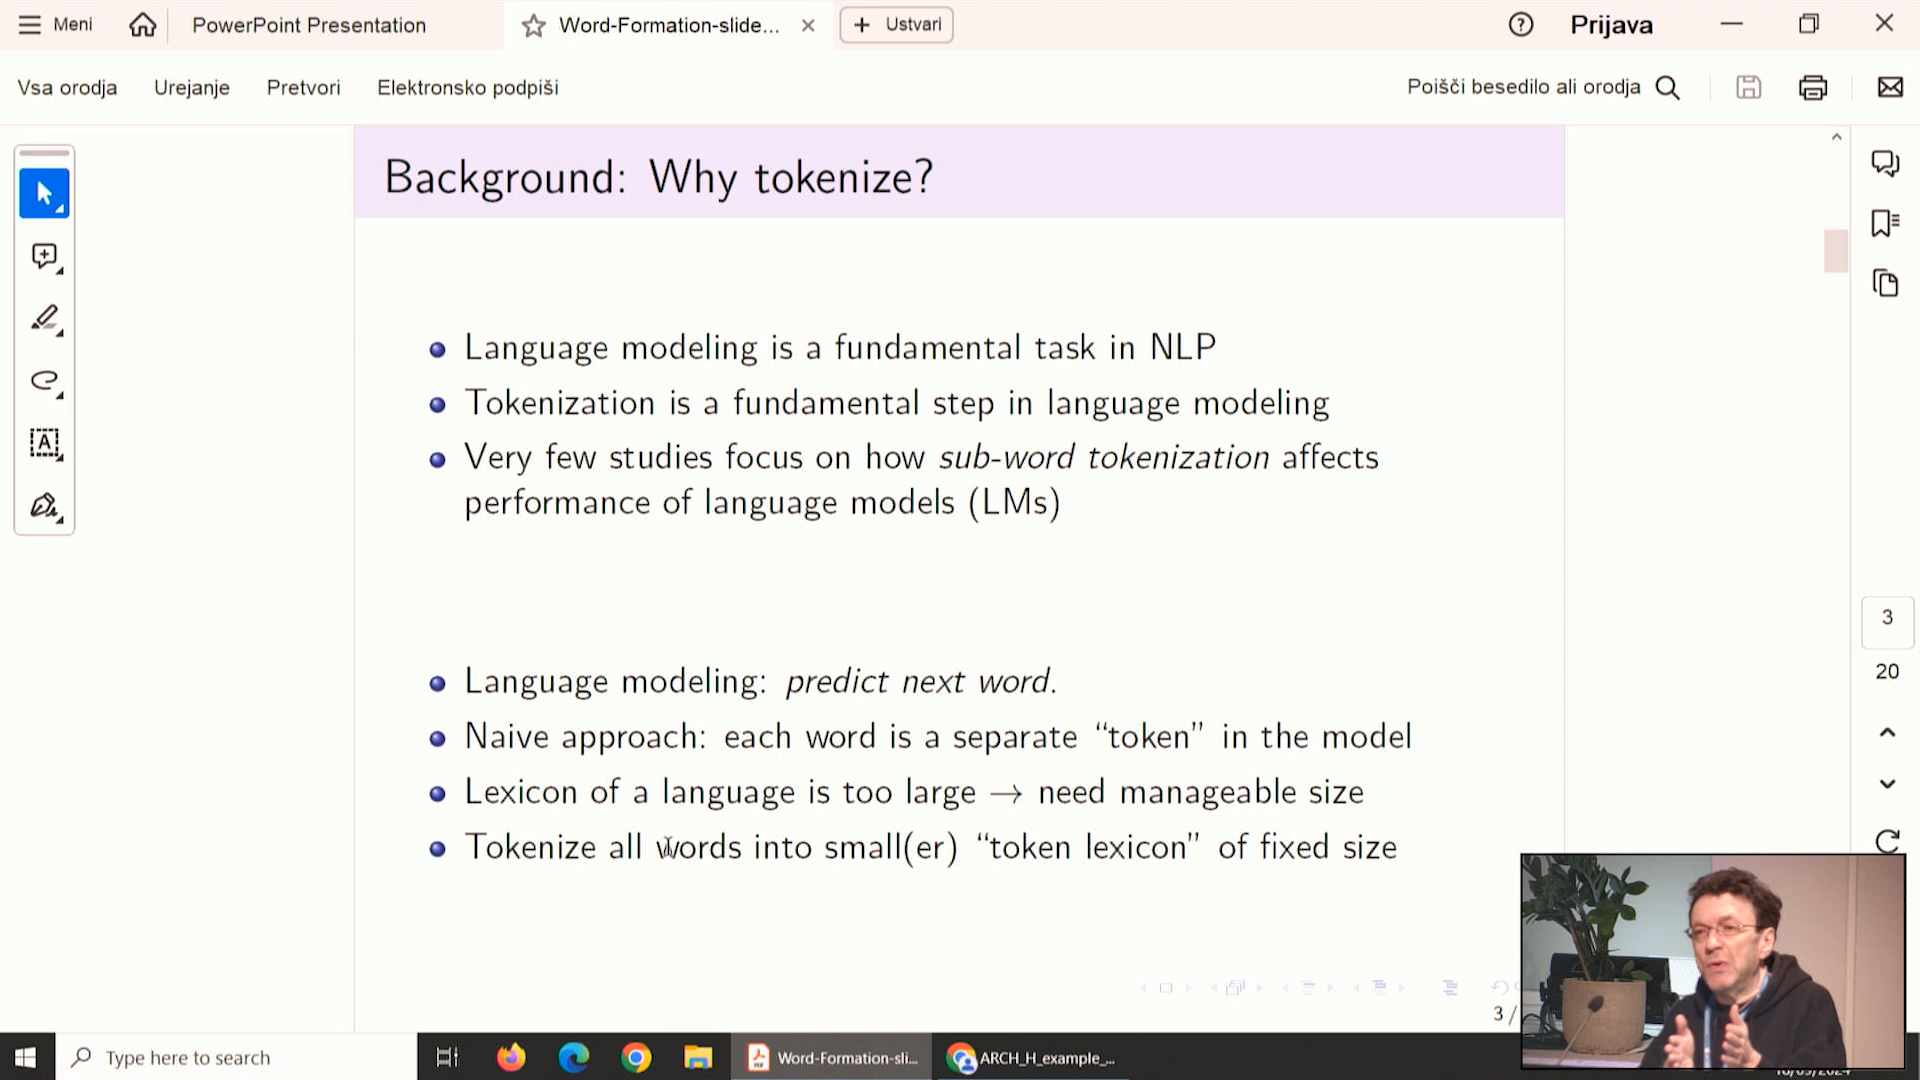 Meni
PowerPoint Presentation
Word-Formation-slide...
Ustvari
Prijava
Vsa orodja
Urejanje
Pretvori
Elektronsko podpiši
Poišči besedilo ali orodja
Background: Why tokenize?
Language modeling is a fundamental task in NLP
Tokenization is a fundamental step in language modeling
Very few studies focus on how sub-word tokenization affects
performance of language models (LMs)
Language modeling: predict next word.
Naive approach: each word is a separate “token” in the model
Lexicon of a language is too large → need manageable size
Tokenize all words into small(er) “token lexicon” of fixed size
3
20
3 /
Type here to search
Word-Formation-sli...
ARCH_H_example_...